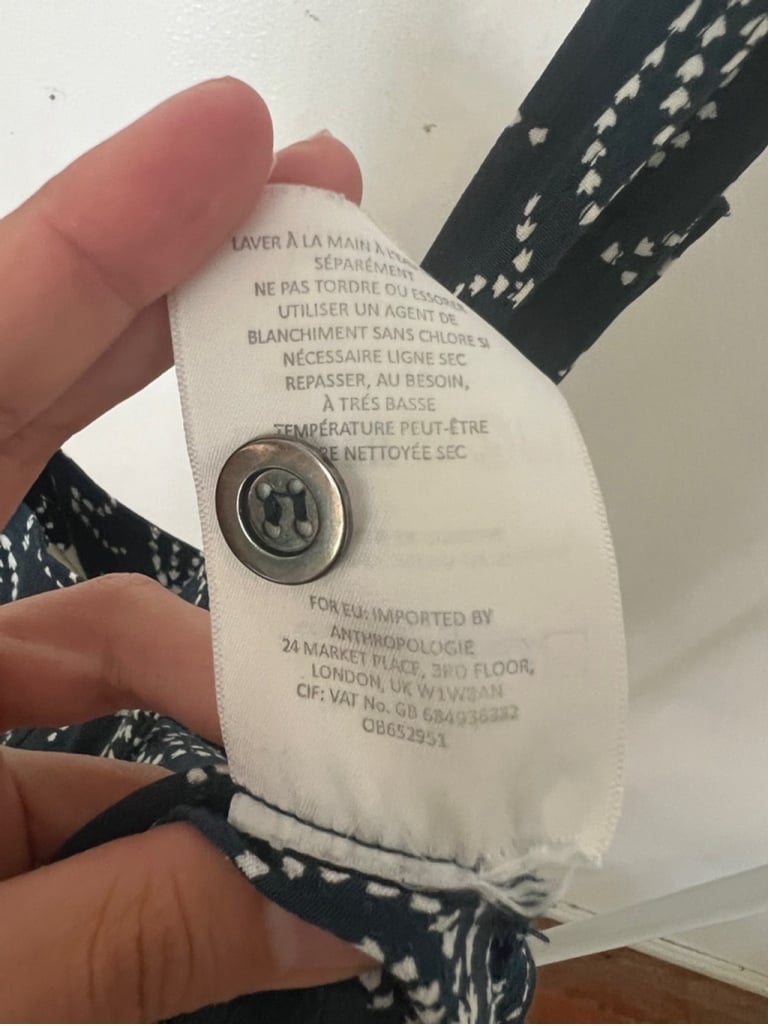 LAVER À LA MAIN À
SÉPARÉMENT
NE PAS TORDRE OU ESSORER
UTILISER UN AGENT DE
BLANCHIMENT SANS CHLORE SI
NÉCESSAIRE LIGNE SEC
REPASSER, AU BESOIN,
À TRÉS BASSE
TEMPÉRATURE PEUT-ÊTRE
NETTOYÉE SEC
FOR EU: IMPORTED BY
ANTHROPOLOGIE
24 MARKET PLACE, 3RD FLOOR,
LONDON, UK W1W8AN
CIF: VAT No. GB 684936332
OB652951